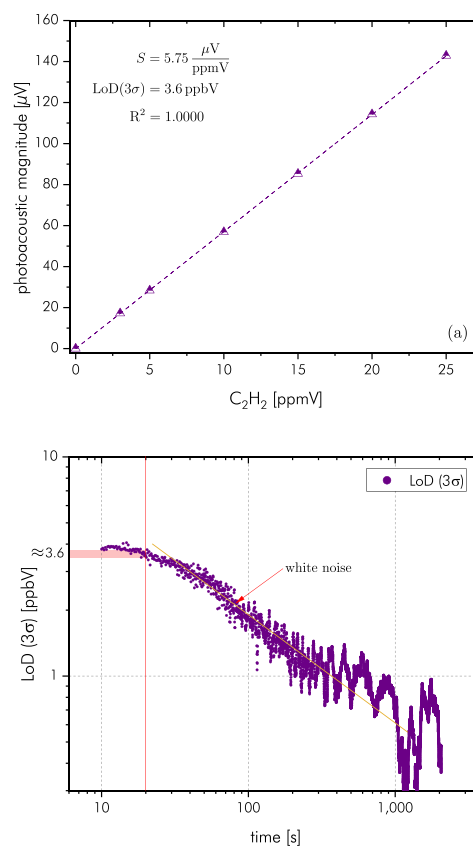 160
140
120
100
80
60
40
20
0
photoacoustic magnitude [µV]
S = 5.75 µV/ppmV
LoD(3σ) = 3.6 ppbV
R² = 1.0000
(a)
0 5 10 15 20 25
C₂H₂ [ppmV]
10
≈3.6
1
LoD (3σ) [ppbV]
LoD (3σ)
white noise
10 100 1,000
time [s]